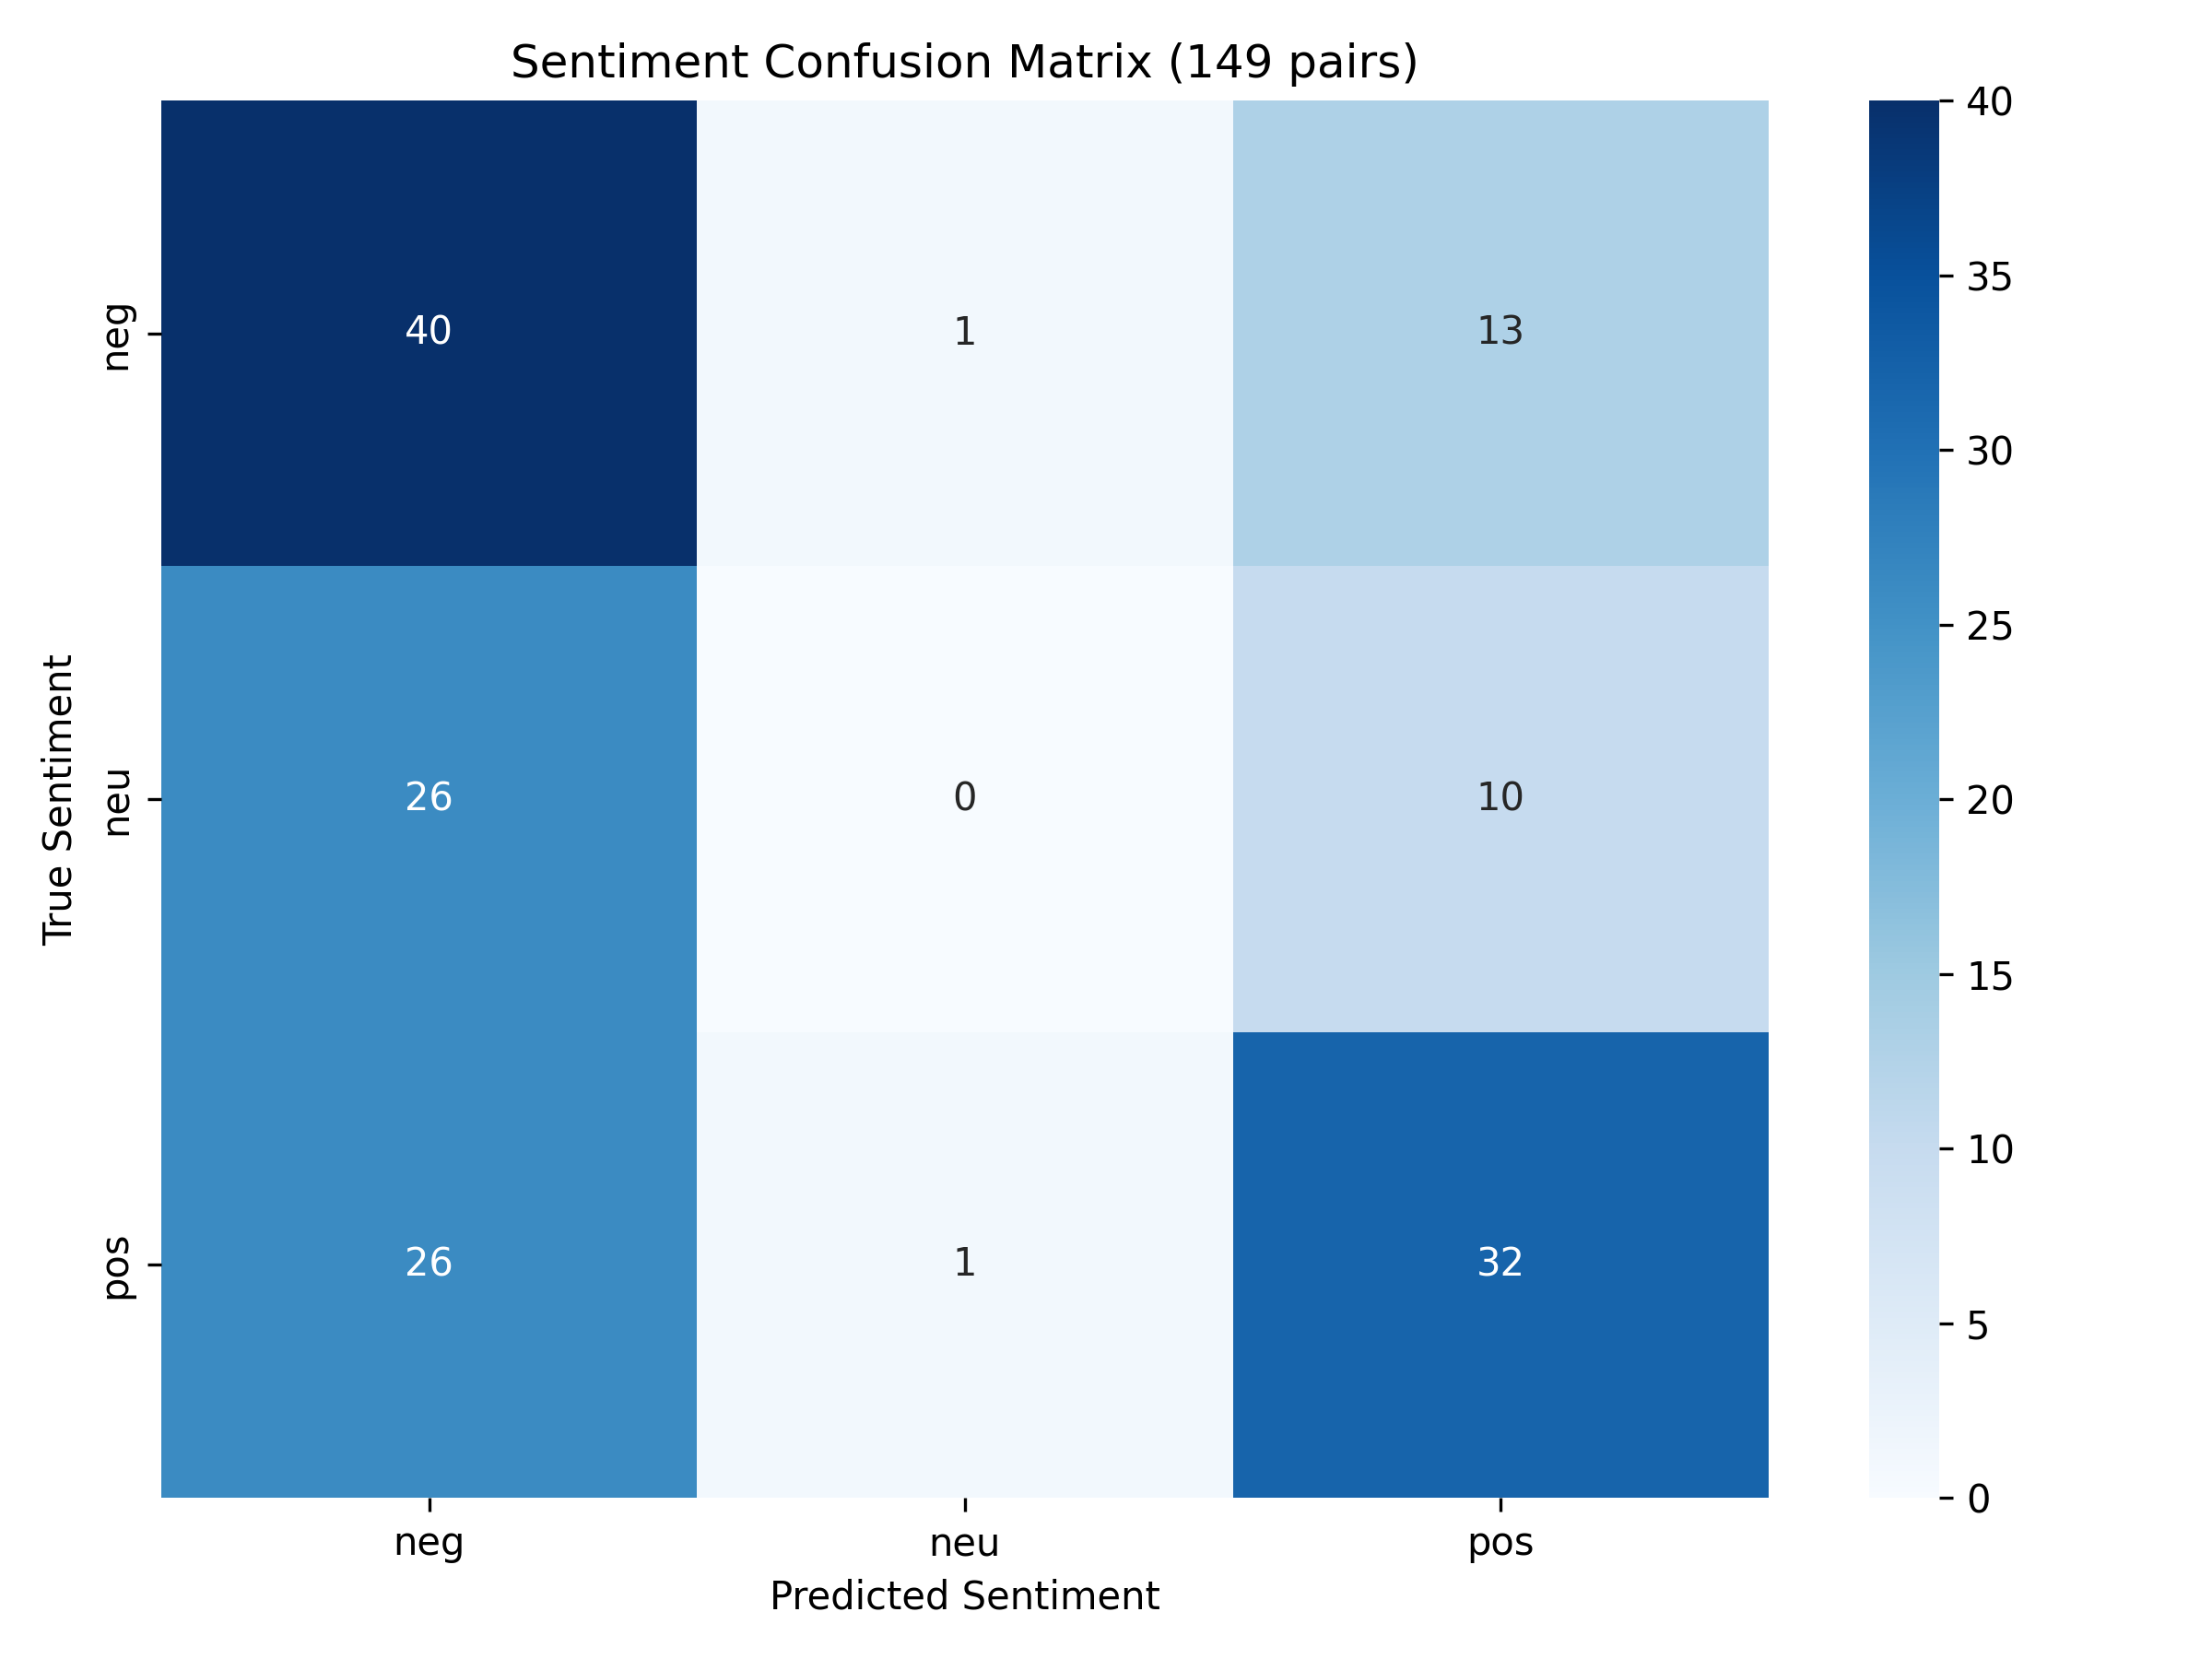 Sentiment Confusion Matrix (149 pairs)
True Sentiment
neg
40
1
13
neu
26
0
10
pos
26
1
32
neg
neu
pos
Predicted Sentiment
40
35
30
25
20
15
10
5
0